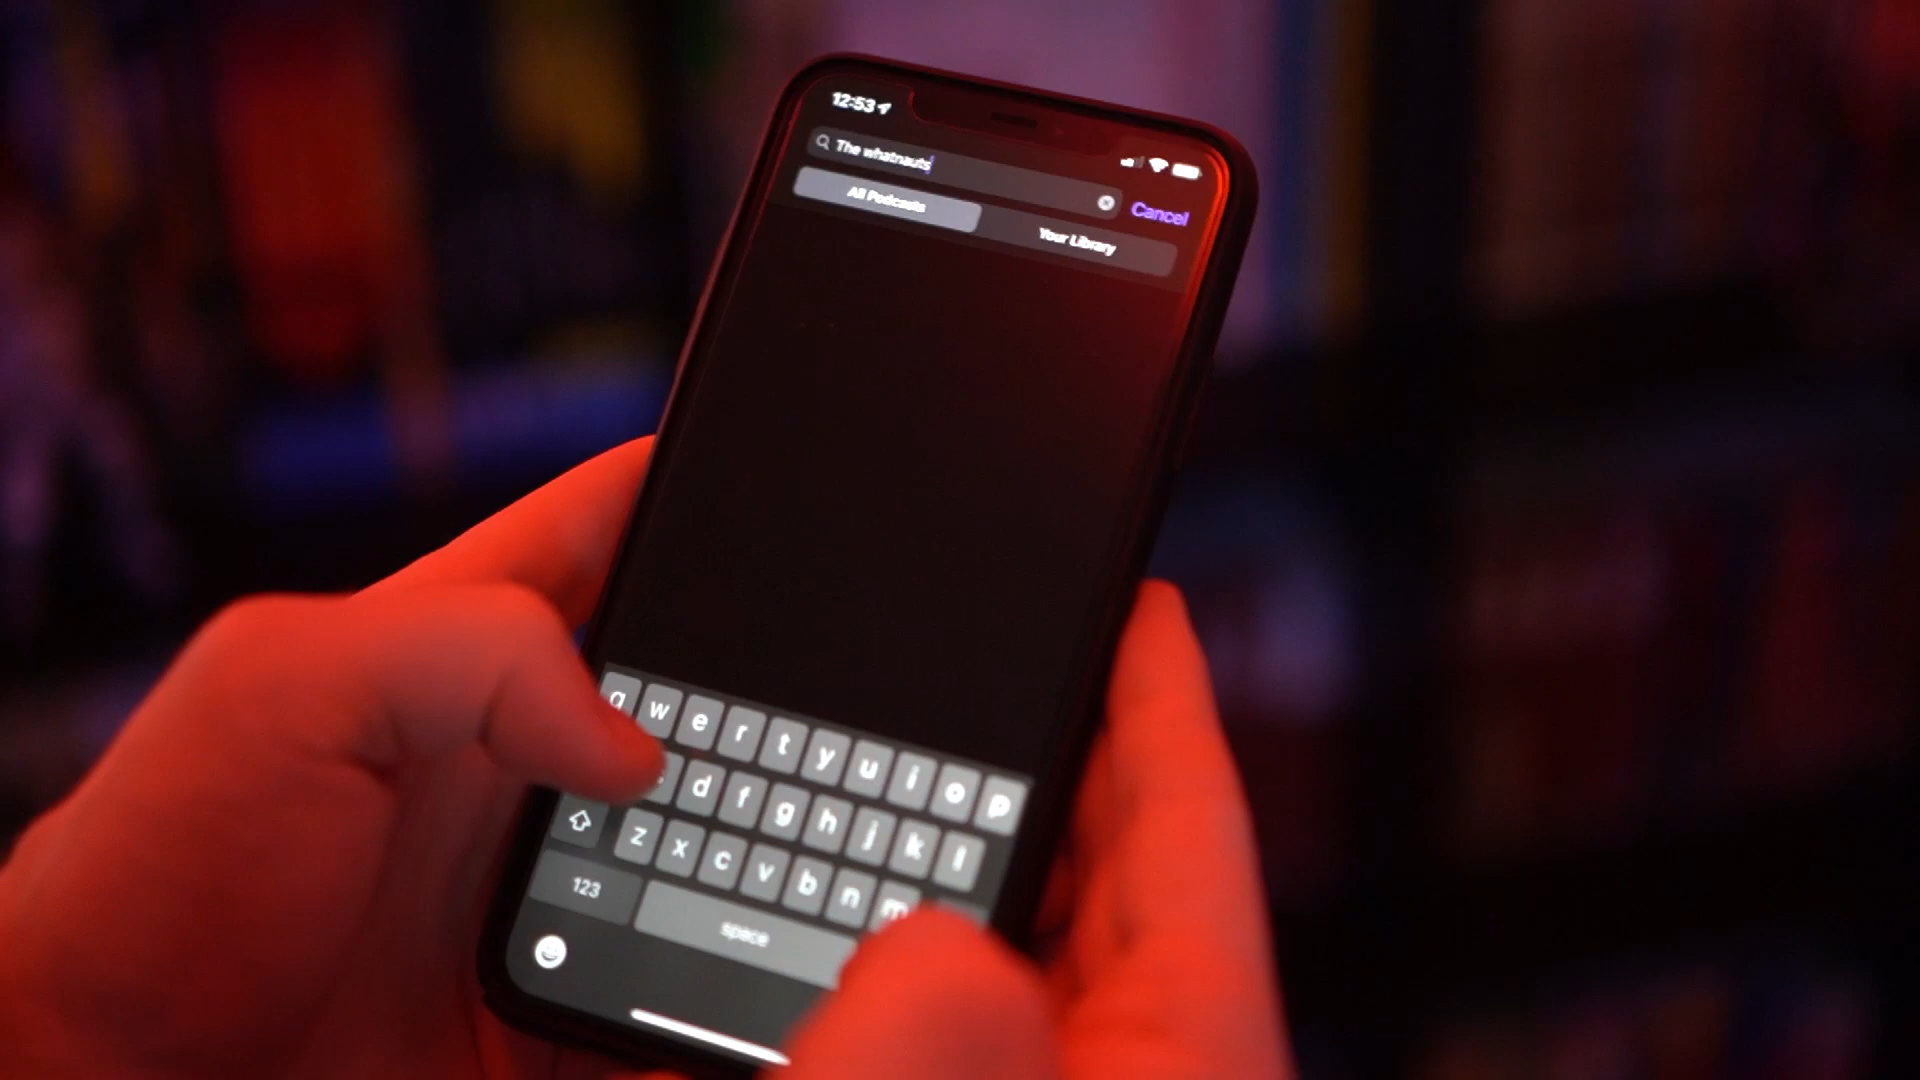 12:53
The whatnauts
Cancel
All Podcasts
Your Library
q w e r t y u i o p
d f g h j k l
z x c v b n m
123
space